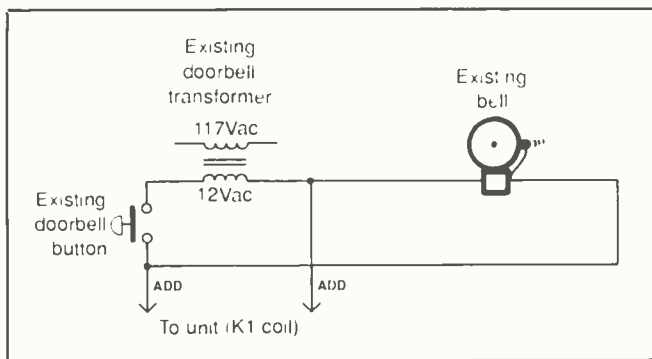 Existing
doorbell
transformer
117Vac
12Vac
Existing
bell
Existing
doorbell
button
ADD
ADD
To unit (K1 coil)